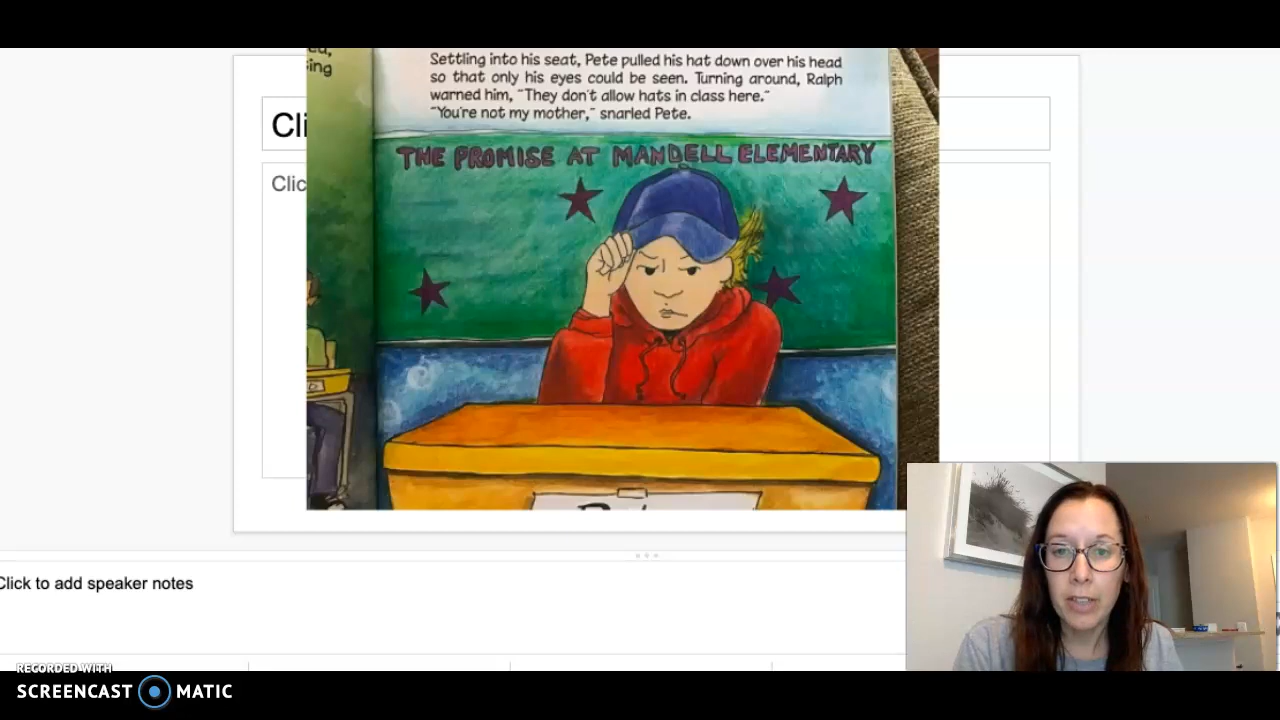 ing
Settling into his seat, Pete pulled his hat down over his head
so that only his eyes could be seen. Turning around, Ralph
warned him, "They don't allow hats in class here."
"You're not my mother," snarled Pete.
THE PROMISE AT MANDELL ELEMENTARY
Click to add speaker notes
RECORDED WITH
SCREENCAST MATIC